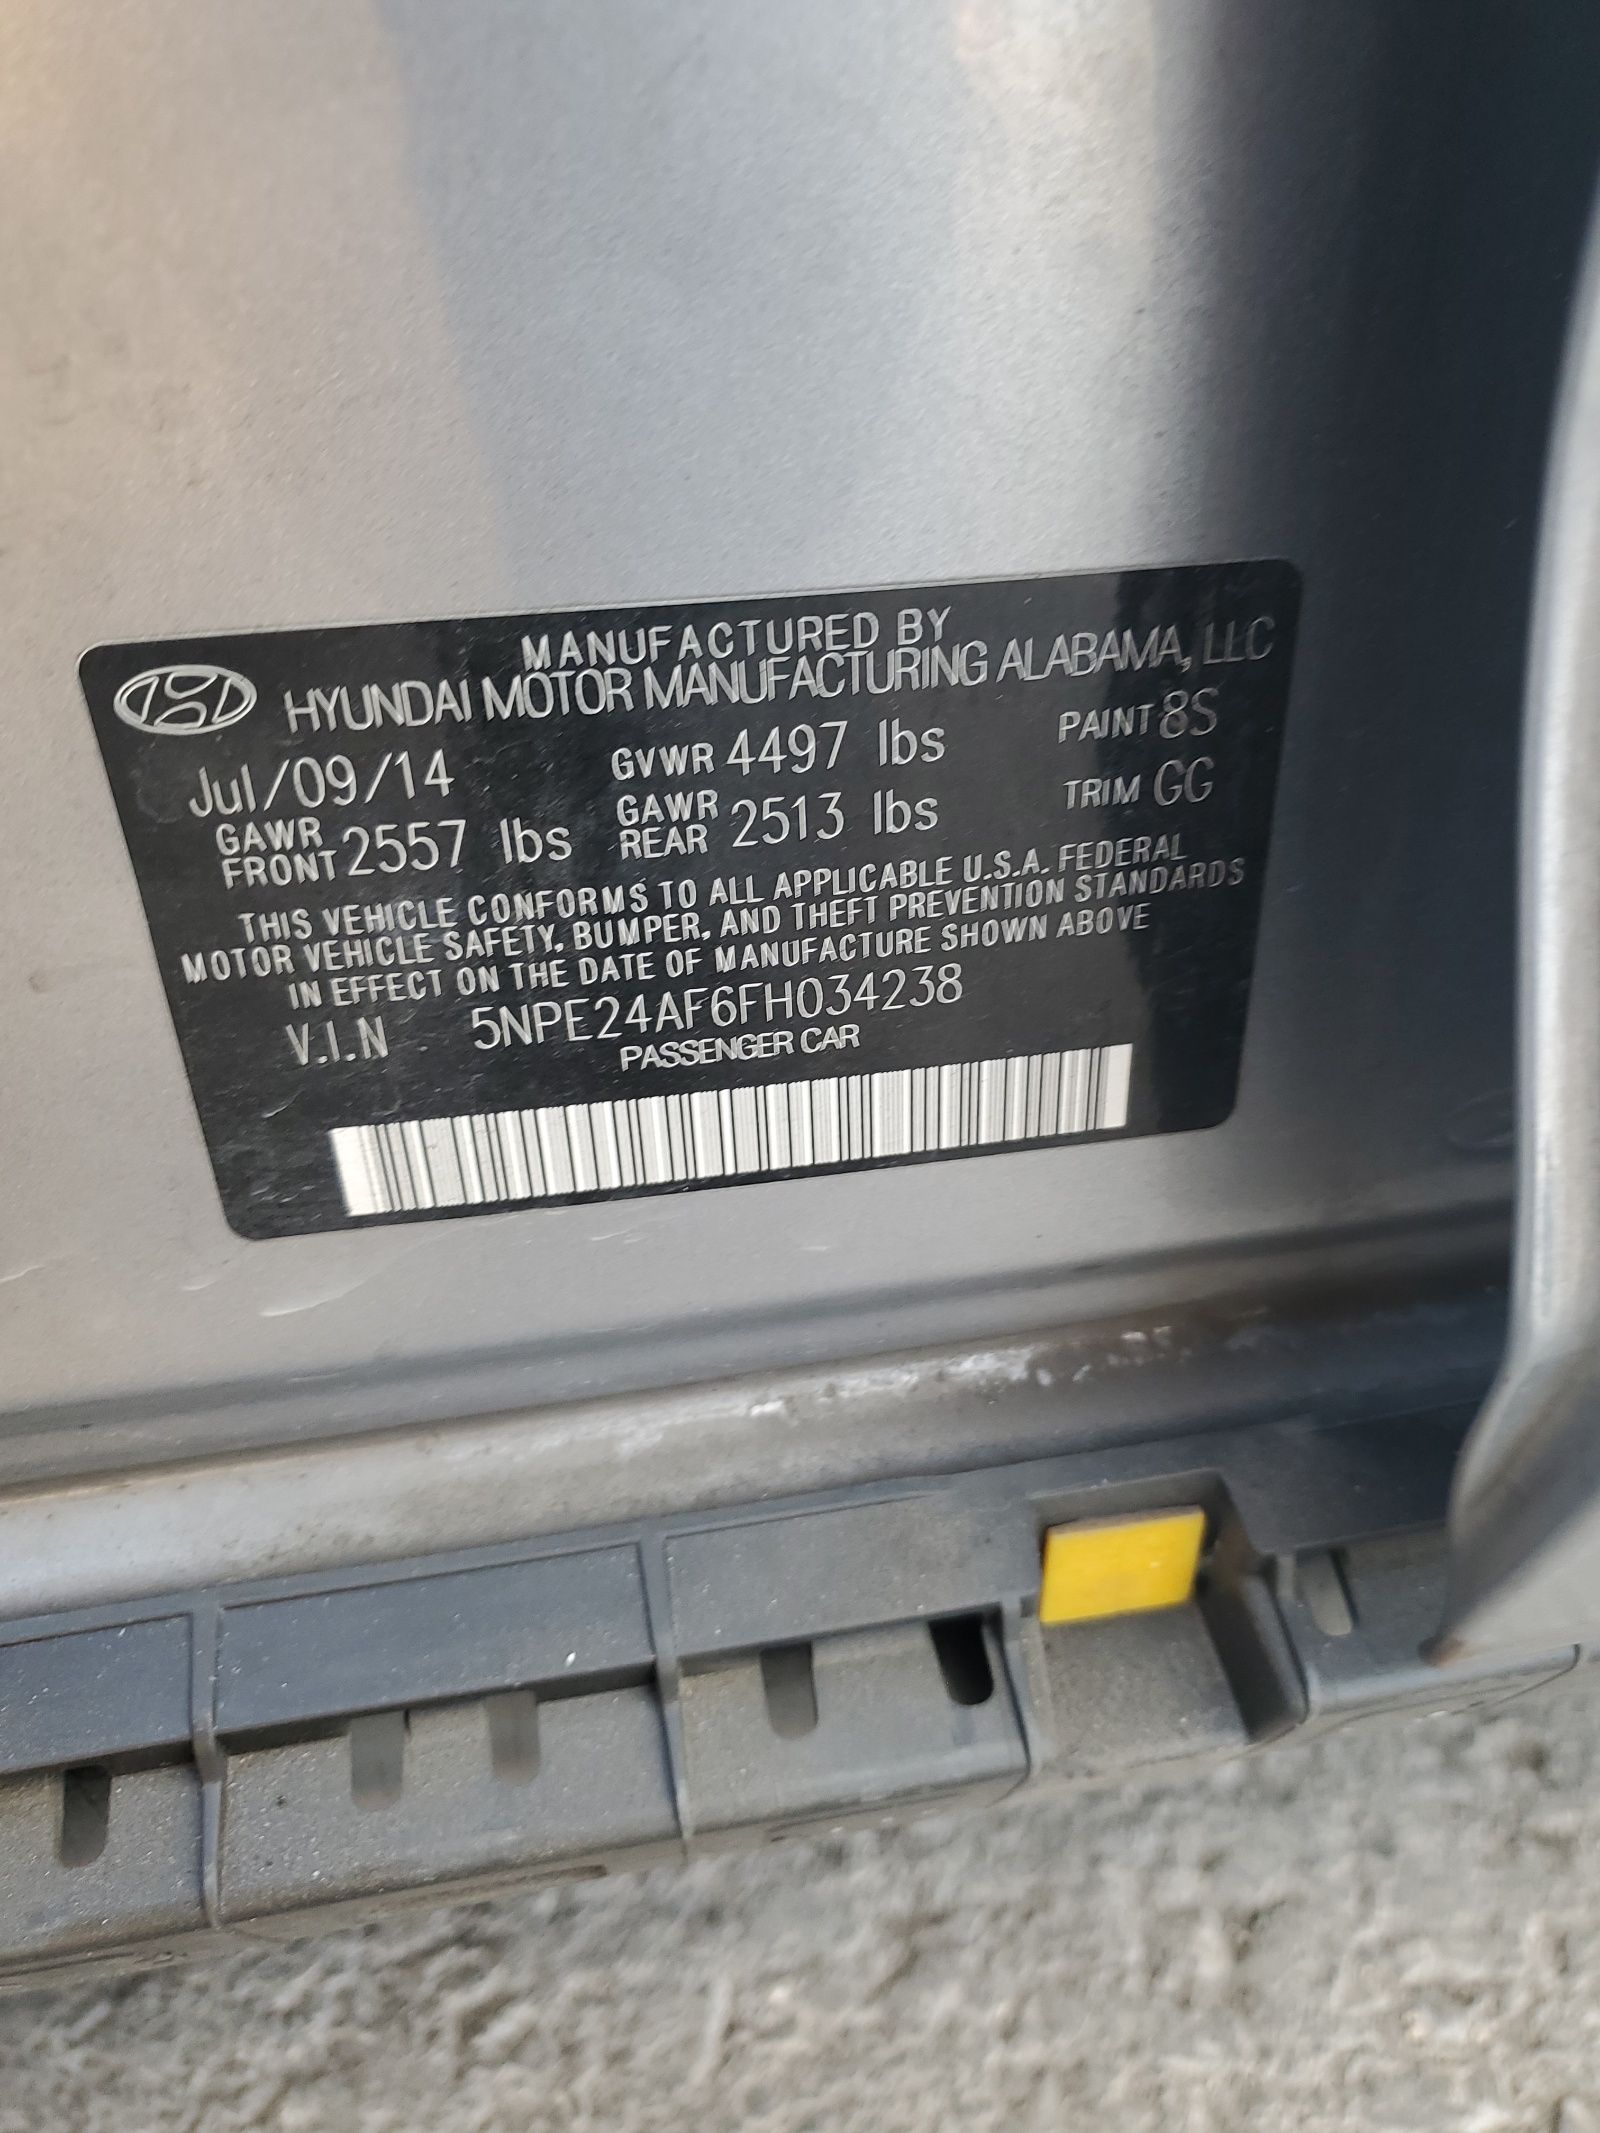 MANUFACTURED BY
HYUNDAI MOTOR MANUFACTURING ALABAMA, LLC
Jul/09/14 GVWR 4497 lbs PAINT 8S
GAWR FRONT 2557 lbs GAWR REAR 2513 lbs TRIM GG
THIS VEHICLE CONFORMS TO ALL APPLICABLE U.S.A. FEDERAL
MOTOR VEHICLE SAFETY, BUMPER, AND THEFT PREVENTION STANDARDS
IN EFFECT ON THE DATE OF MANUFACTURE SHOWN ABOVE
V.I.N 5NPE24AF6FH034238
PASSENGER CAR